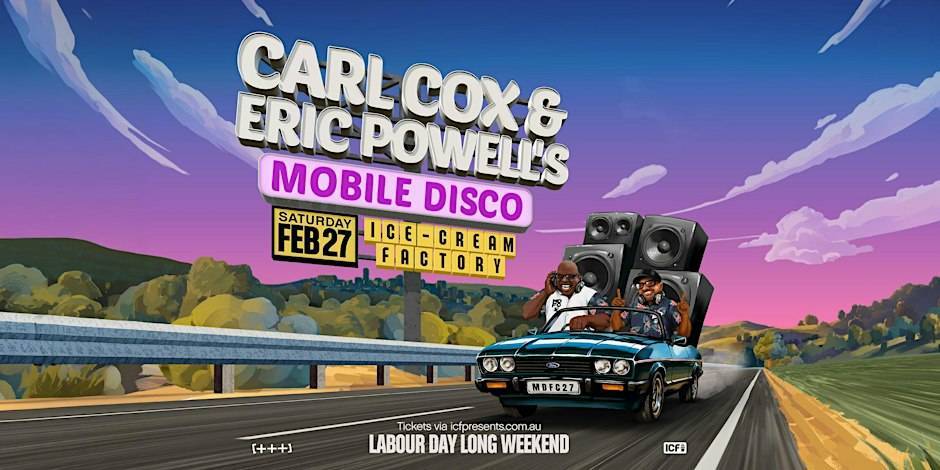 CARL COX &
ERIC POWELL'S
MOBILE DISCO
SATURDAY
FEB 27
ICE-CREAM
FACTORY
Ford
MDFC27
Tickets via icfpresents.com.au
LABOUR DAY LONG WEEKEND
[+++]
ICF